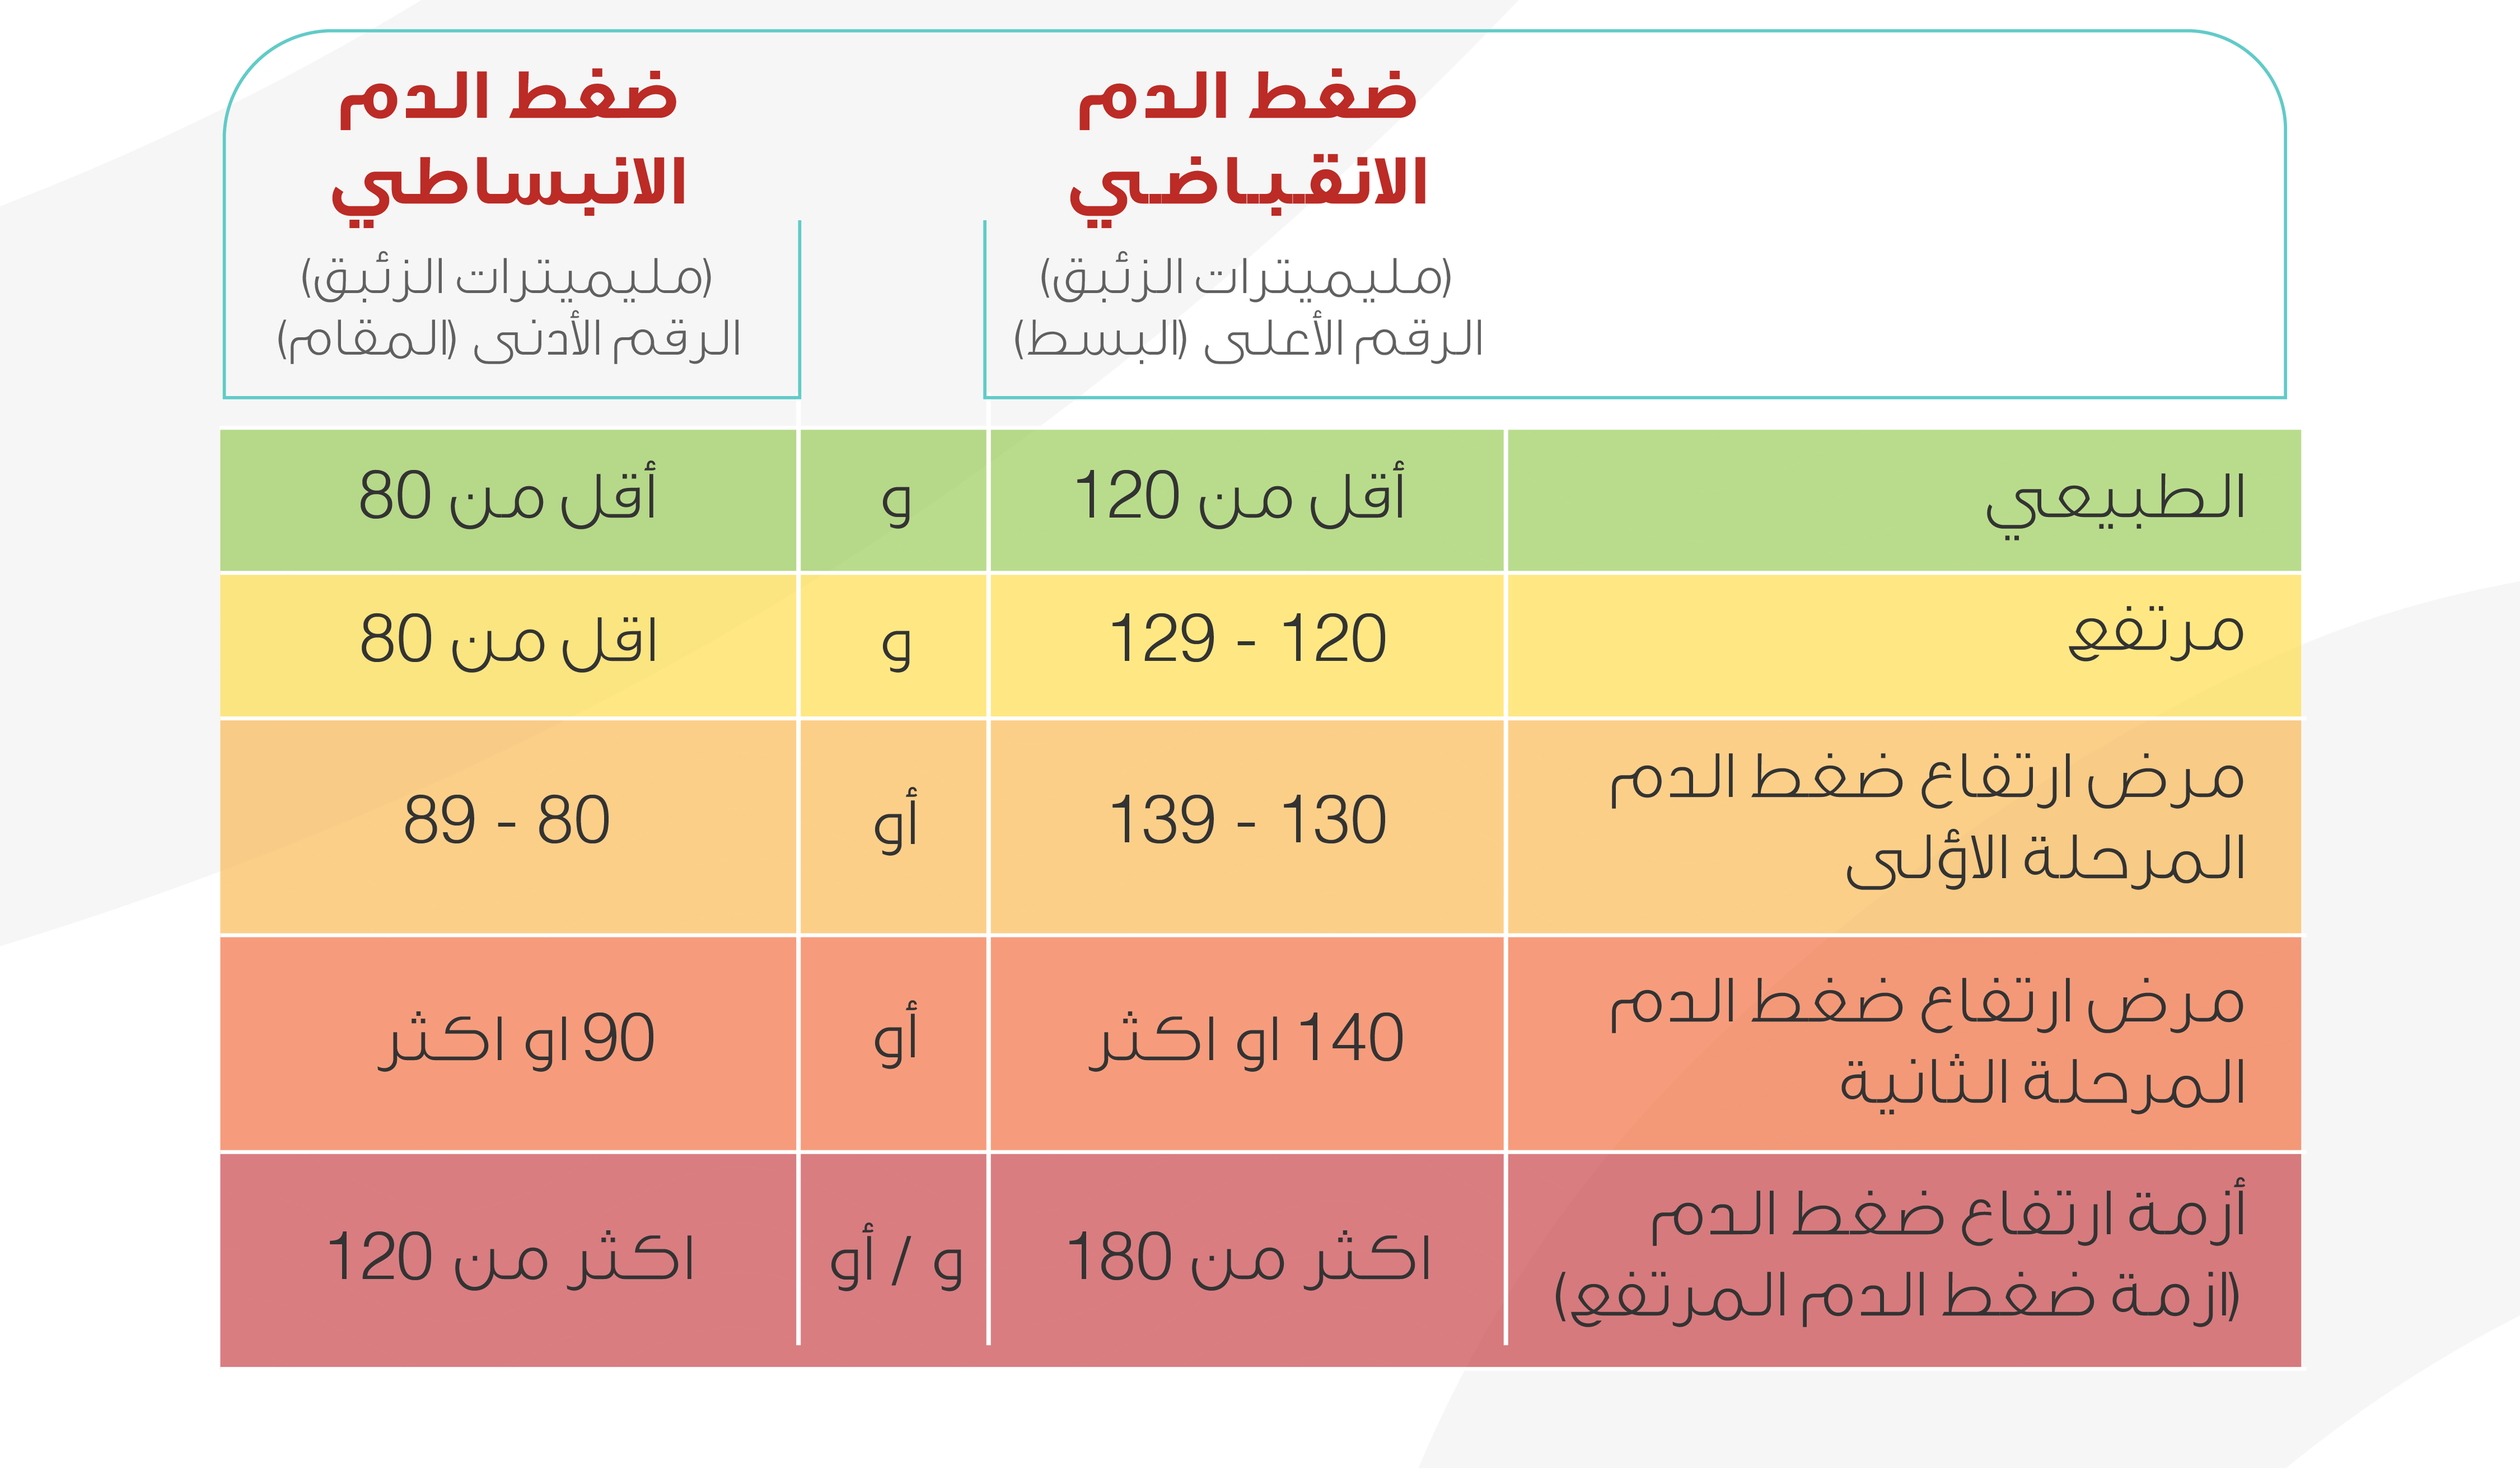 ضغط الدم
الانقباضي
(مليميترات الزئبق)
الرقم الأعلى (البسط)
ضغط الدم
الانبساطي
(مليميترات الزئبق)
الرقم الأدنى (المقام)
الطبيعي
أقل من 120
و
أقل من 80
مرتفع
120 - 129
و
اقل من 80
مرض ارتفاع ضغط الدم
المرحلة الاؤلى
130 - 139
أو
80 - 89
مرض ارتفاع ضغط الدم
المرحلة الثانية
140 او اكثر
أو
90 او اكثر
أزمة ارتفاع ضغط الدم
(ازمة ضغط الدم المرتفع)
اكثر من 180
و / أو
اكثر من 120